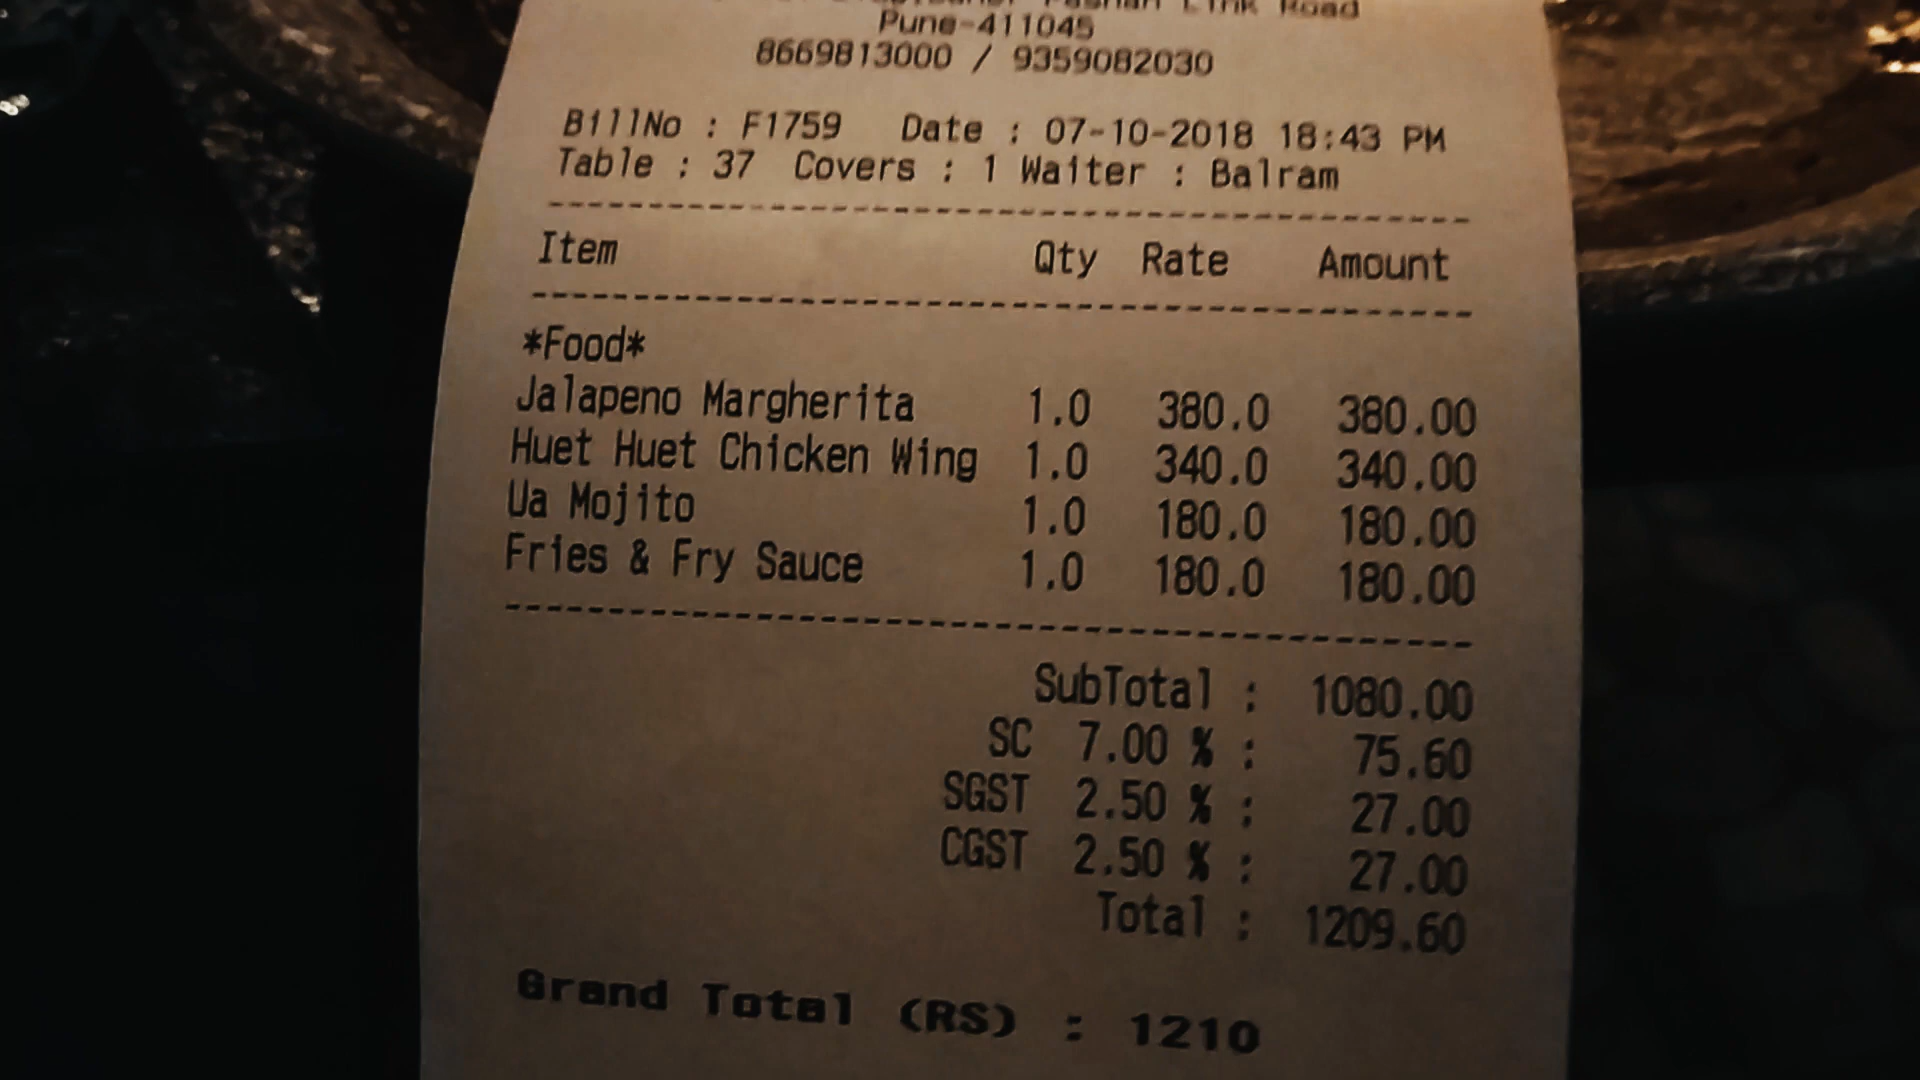 Link Road
Pune-411045
8669813000 / 9359082030
BillNo : F1759 Date : 07-10-2018 18:43 PM
Table : 37 Covers : 1 Waiter : Balram
Item Qty Rate Amount
*Food*
Jalapeno Margherita 1.0 380.0 380.00
Huet Huet Chicken Wing 1.0 340.0 340.00
Ua Mojito 1.0 180.0 180.00
Fries & Fry Sauce 1.0 180.0 180.00
SubTotal : 1080.00
SC 7.00 % : 75.60
SGST 2.50 % : 27.00
CGST 2.50 % : 27.00
Total : 1209.60
Grand Total (RS) : 1210